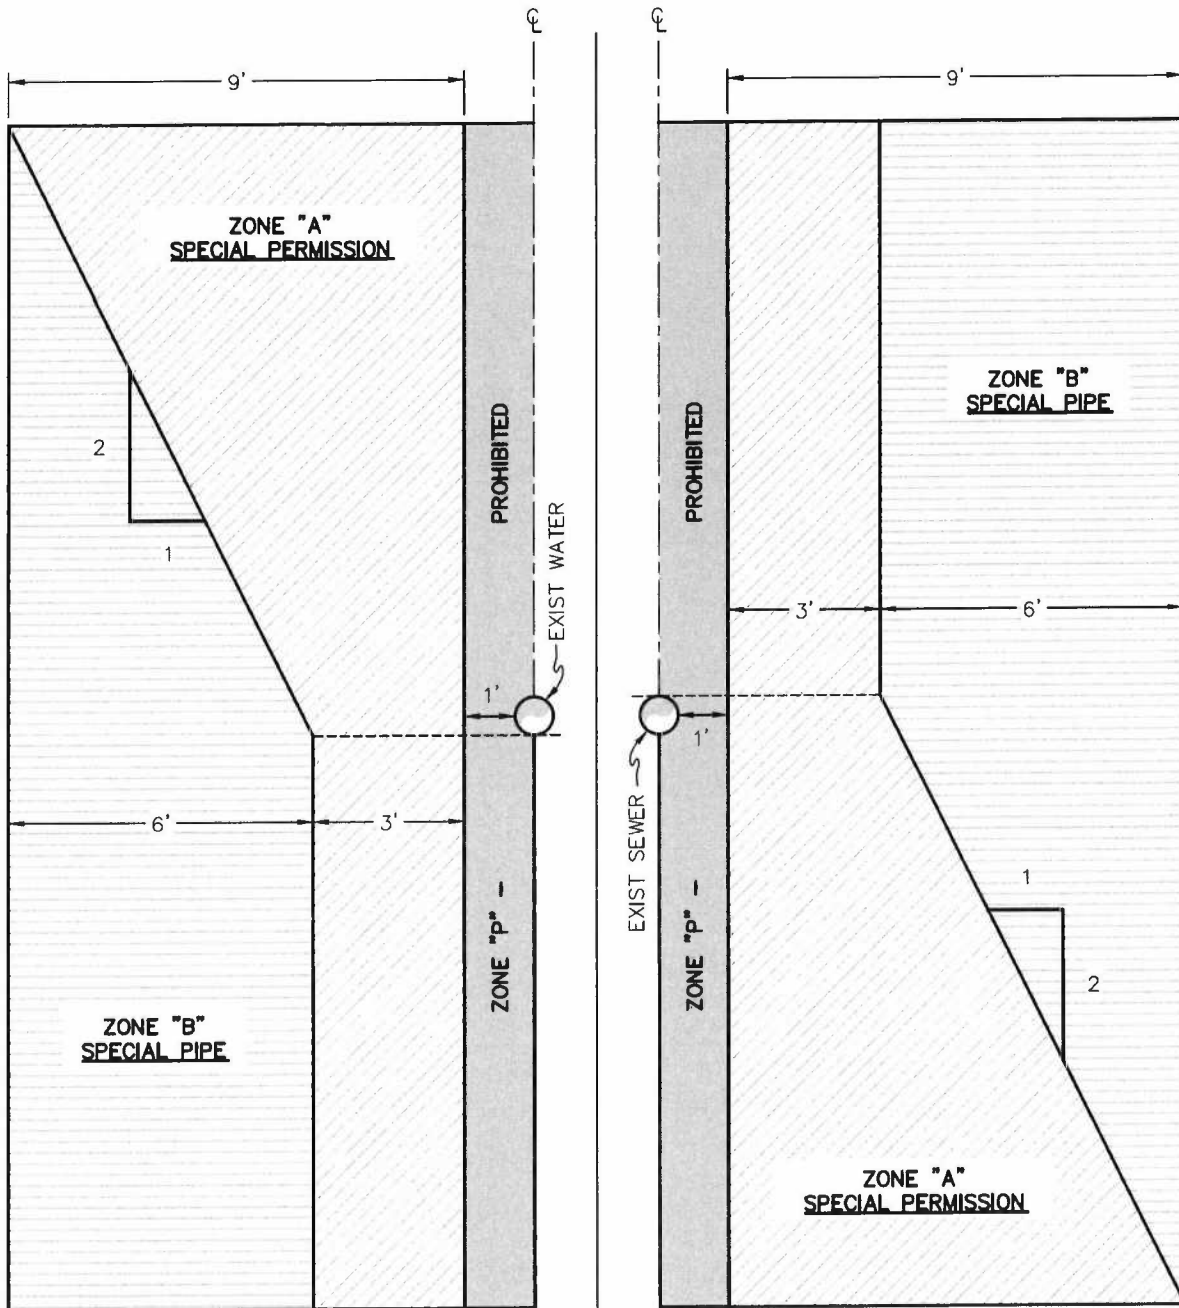 ℄
℄
9'
9'
ZONE "A"
SPECIAL PERMISSION
ZONE "B"
SPECIAL PIPE
PROHIBITED
PROHIBITED
2
1
EXIST WATER
3'
6'
1'
1'
6'
3'
EXIST SEWER
ZONE "P" –
ZONE "P" –
1
2
ZONE "B"
SPECIAL PIPE
ZONE "A"
SPECIAL PERMISSION